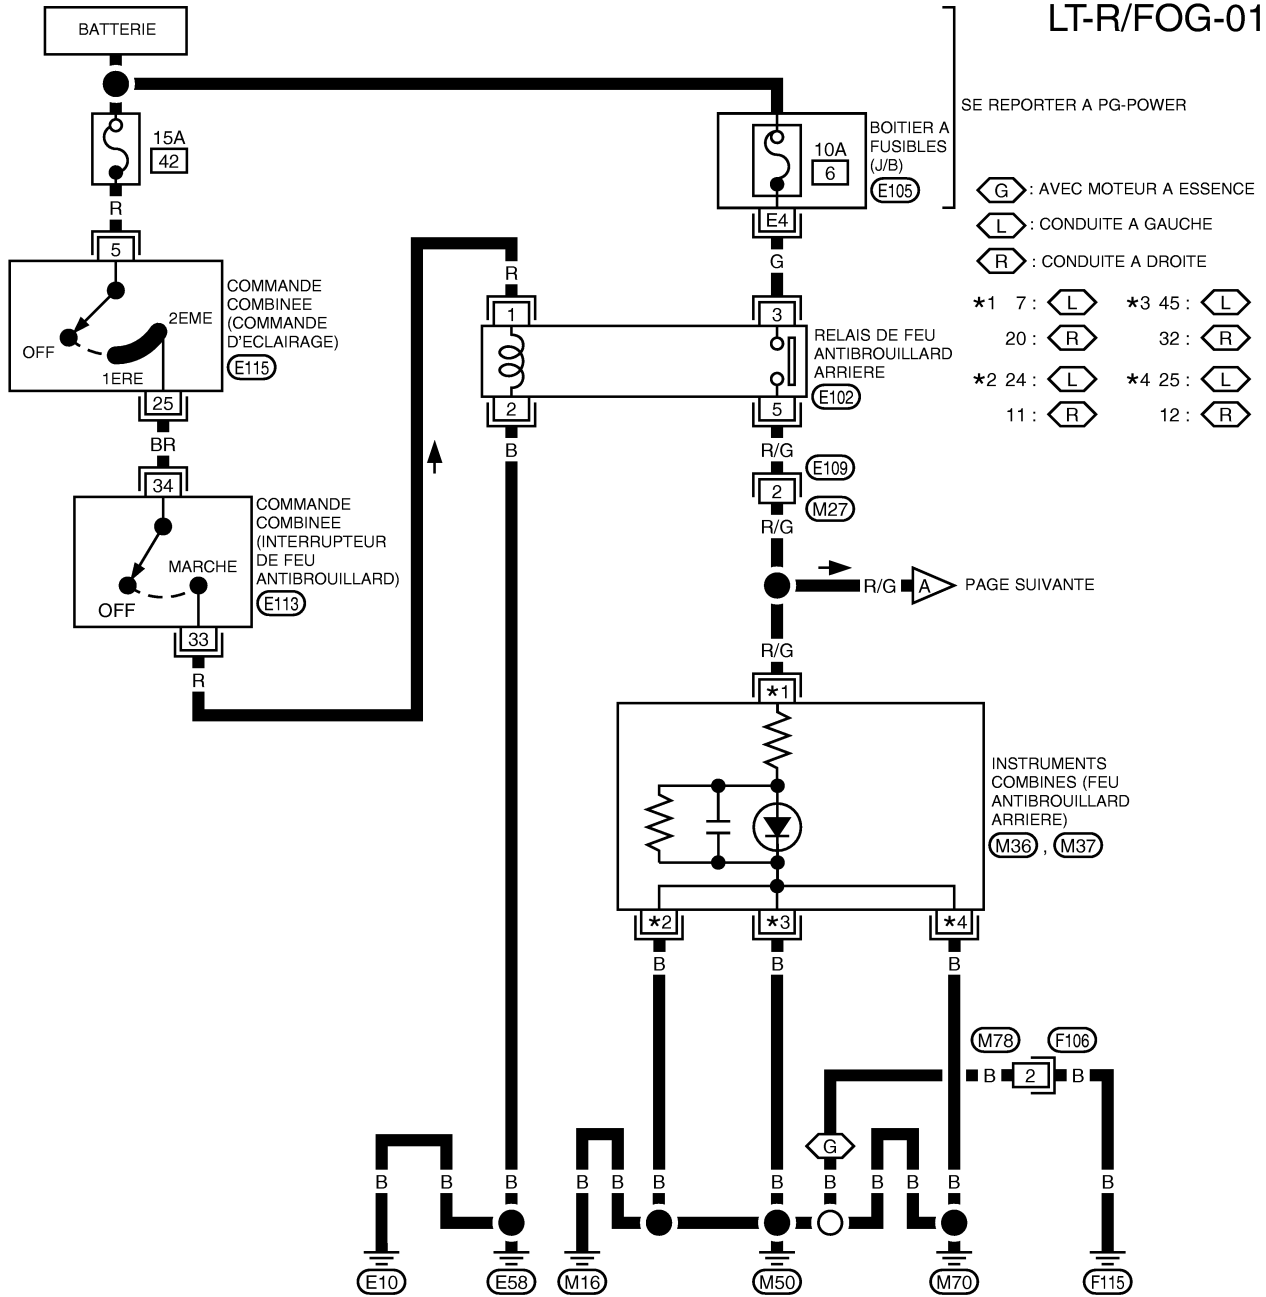 LT-R/FOG-01
BATTERIE
SE REPORTER A PG-POWER
15A
42
10A
6
BOITIER A
FUSIBLES
(J/B)
E105
E4
G
R
5
G : AVEC MOTEUR A ESSENCE
L : CONDUITE A GAUCHE
R : CONDUITE A DROITE
*1 7 : L
20 : R
*2 24 : L
11 : R
*3 45 : L
32 : R
*4 25 : L
12 : R
COMMANDE
COMBINEE
(COMMANDE
D'ECLAIRAGE)
E115
OFF
1ERE
2EME
25
BR
34
R
1
2
B
3
5
RELAIS DE FEU
ANTIBROUILLARD
ARRIERE
E102
R/G
E109
2
M27
R/G
R/G
A
PAGE SUIVANTE
R/G
COMMANDE
COMBINEE
(INTERRUPTEUR
DE FEU
ANTIBROUILLARD)
E113
MARCHE
OFF
33
R
*1
INSTRUMENTS
COMBINES (FEU
ANTIBROUILLARD
ARRIERE)
M36 , M37
*2
*3
*4
B
B
B
M78
F106
B
2
B
G
B
B
B
B
B
B
B
B
B
B
B
B
E10
E58
M16
M50
M70
F115